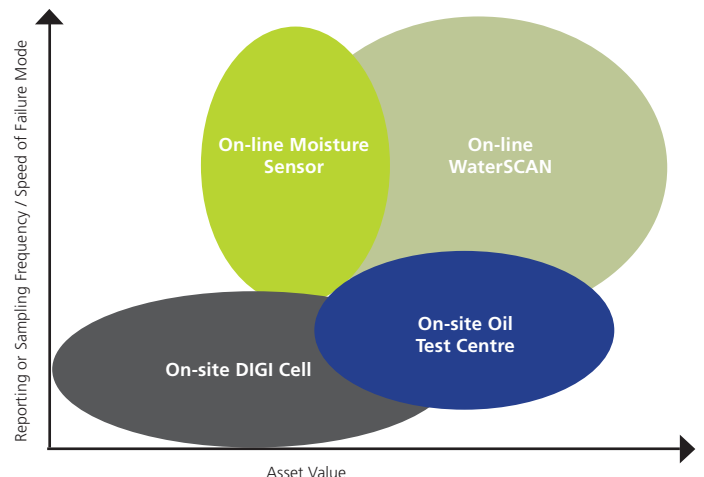 Reporting or Sampling Frequency / Speed of Failure Mode
On-line Moisture
Sensor
On-line
WaterSCAN
On-site Oil
Test Centre
On-site DIGI Cell
Asset Value